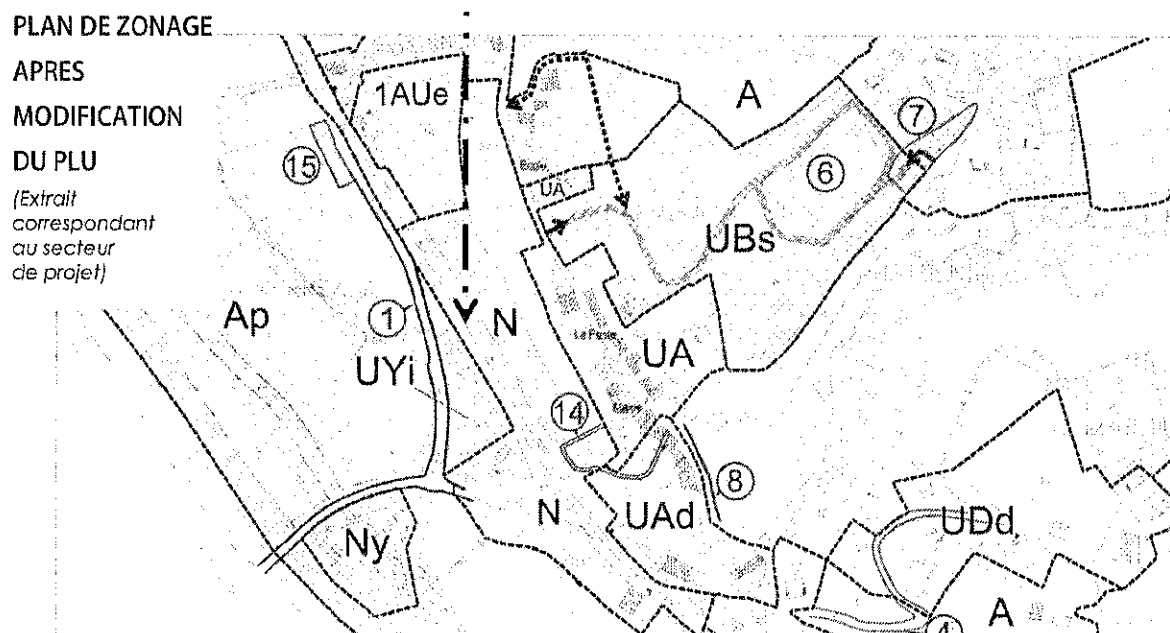 PLAN DE ZONAGE
APRES
MODIFICATION
DU PLU
(Extrait
correspondant
au secteur
de projet)
1AUe
A
7
15
6
UA
UBs
Ap
1
N
UA
UYi
14
8
N
UAd
UDd
Ny
A
4